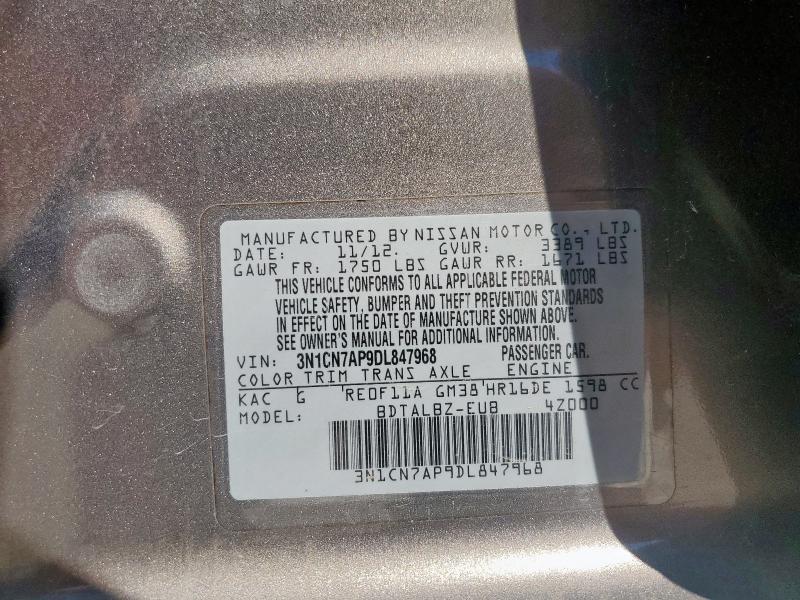 MANUFACTURED BY NISSAN MOTOR CO., LTD.
DATE: 11/12. GVWR: 3389 LBS
GAWR FR: 1750 LBS GAWR RR: 1671 LBS
THIS VEHICLE CONFORMS TO ALL APPLICABLE FEDERAL MOTOR
VEHICLE SAFETY, BUMPER AND THEFT PREVENTION STANDARDS
IN EFFECT ON THE DATE OF MANUFACTURE SHOWN ABOVE.
SEE OWNER'S MANUAL FOR ADDITIONAL INFORMATION.
VIN: 3N1CN7AP9DL847968 PASSENGER CAR.
COLOR TRIM TRANS AXLE ENGINE
KAC G RE0F11A GM38 HR16DE 1598 CC
MODEL: BDTALBZ-EUB 4Z000
3N1CN7AP9DL847968